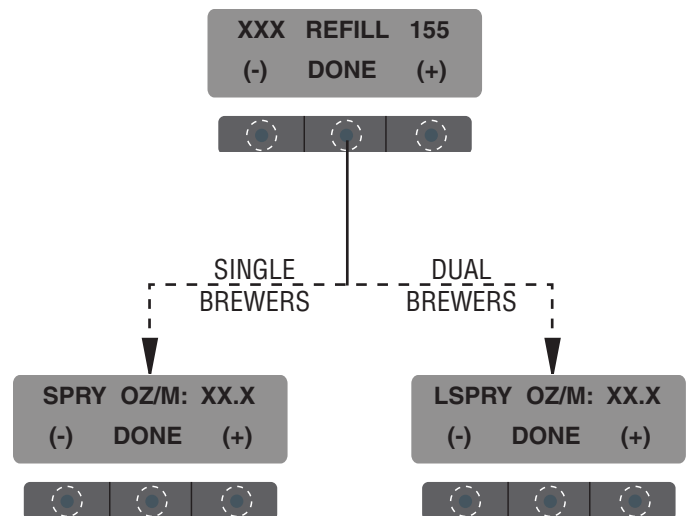 XXX REFILL 155
(-) DONE (+)
SINGLE
BREWERS
DUAL
BREWERS
SPRY OZ/M: XX.X
(-) DONE (+)
LSPRY OZ/M: XX.X
(-) DONE (+)